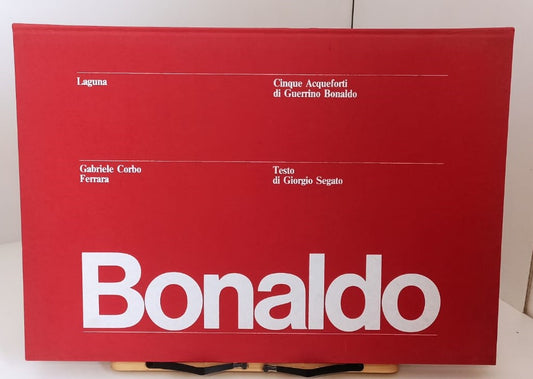 Laguna
Cinque Acqueforti
di Guerrino Bonaldo
Gabriele Corbo
Ferrara
Testo
di Giorgio Segato
Bonaldo